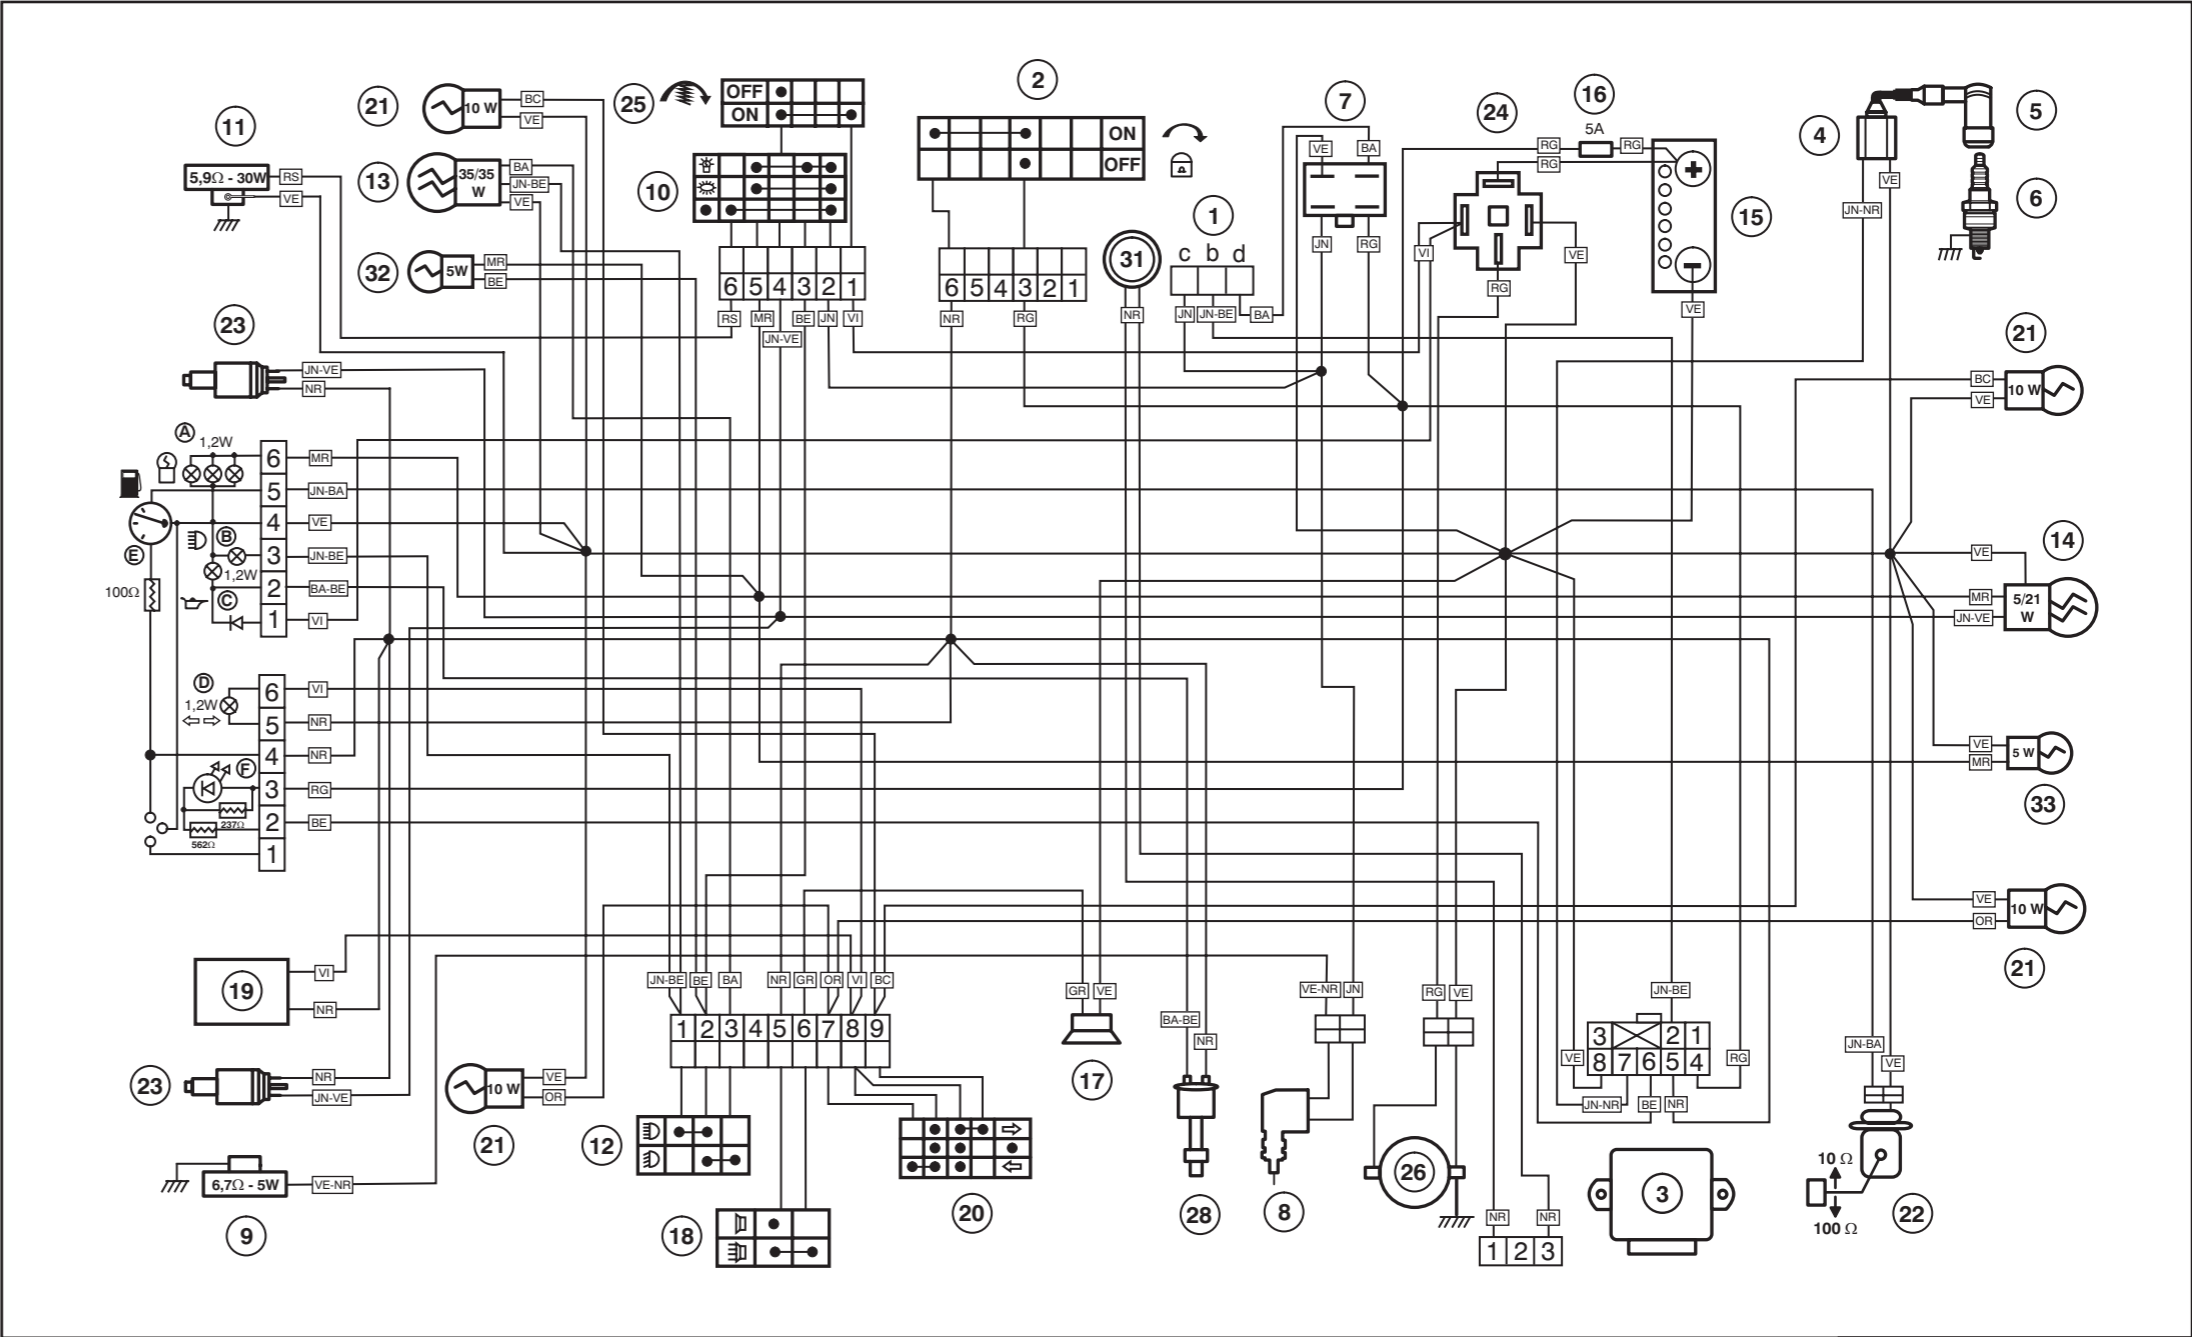 11
5,9Ω - 30W
RS
VE
21
10 W
BC
VE
13
35/35
W
BA
JN-BE
VE
32
5W
MR
BE
25
OFF
ON
10
6 5 4 3 2 1
RS
MR
JN-VE
BE
JN
VI
2
ON
OFF
6 5 4 3 2 1
NR
RG
31
NR
1
c b d
JN
JN-BE
BA
7
VE
BA
JN
RG
24
RG
VI
VE
RG
16
5A
RG
RG
15
+
−
VE
4
5
6
JN-NR
VE
23
JN-VE
NR
A
1,2W
6
MR
5
JN-BA
4
VE
B
3
JN-BE
E
1,2W
100Ω
2
BA-BE
C
1
VI
D
1,2W
6
VI
5
NR
4
NR
F
3
RG
237Ω
2
BE
562Ω
1
21
BC
VE
10 W
14
VE
MR
JN-VE
5/21
W
VE
MR
5 W
33
VE
OR
10 W
21
19
VI
NR
23
NR
JN-VE
9
6,7Ω - 5W
VE-NR
21
10 W
VE
OR
JN-BE
BE
BA
NR
GR
OR
VI
BC
1 2 3 4 5 6 7 8 9
12
18
20
GR
VE
17
BA-BE
NR
28
VE-NR
JN
8
RG
VE
26
NR
NR
1 2 3
JN-BE
3 2 1
8 7 6 5 4
VE
RG
JN-NR
BE
NR
3
JN-BA
VE
10 Ω
100 Ω
22